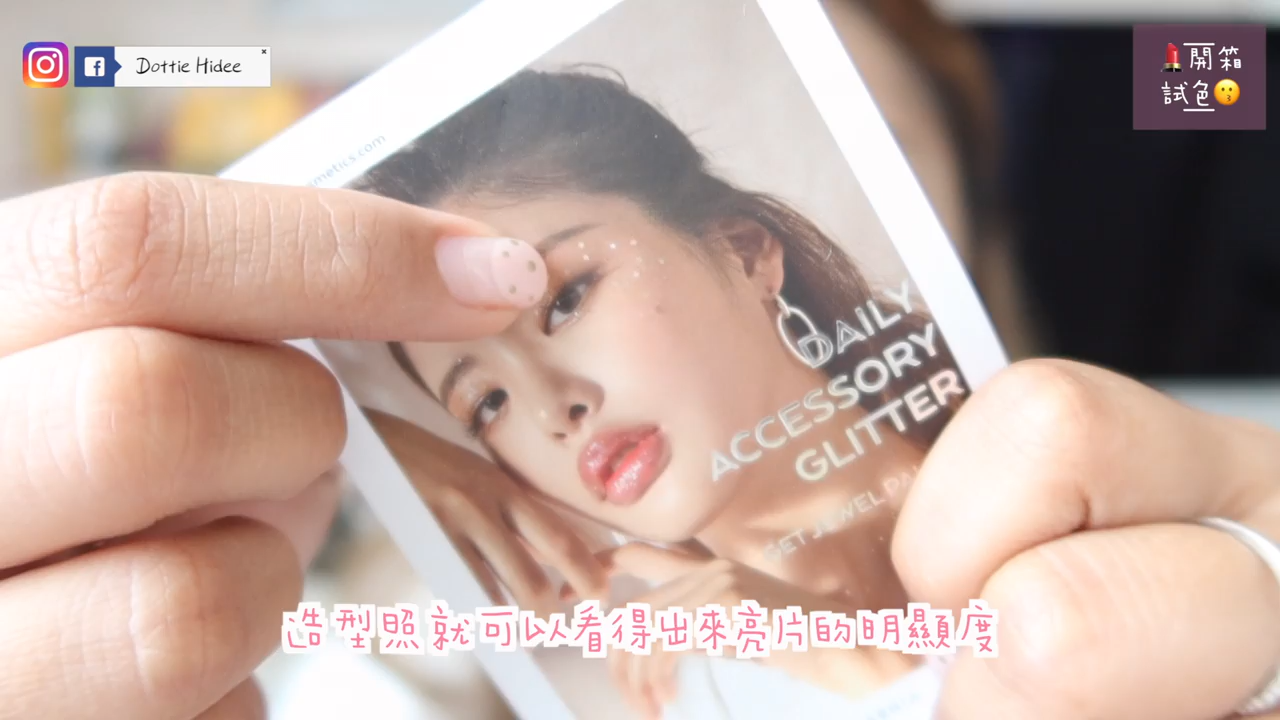 Dottie Hidee
開箱
試色
metics.com
DAILY
ACCESSORY
GLITTER
GET JEWEL PA
造型照就可以看得出來亮片的明顯度